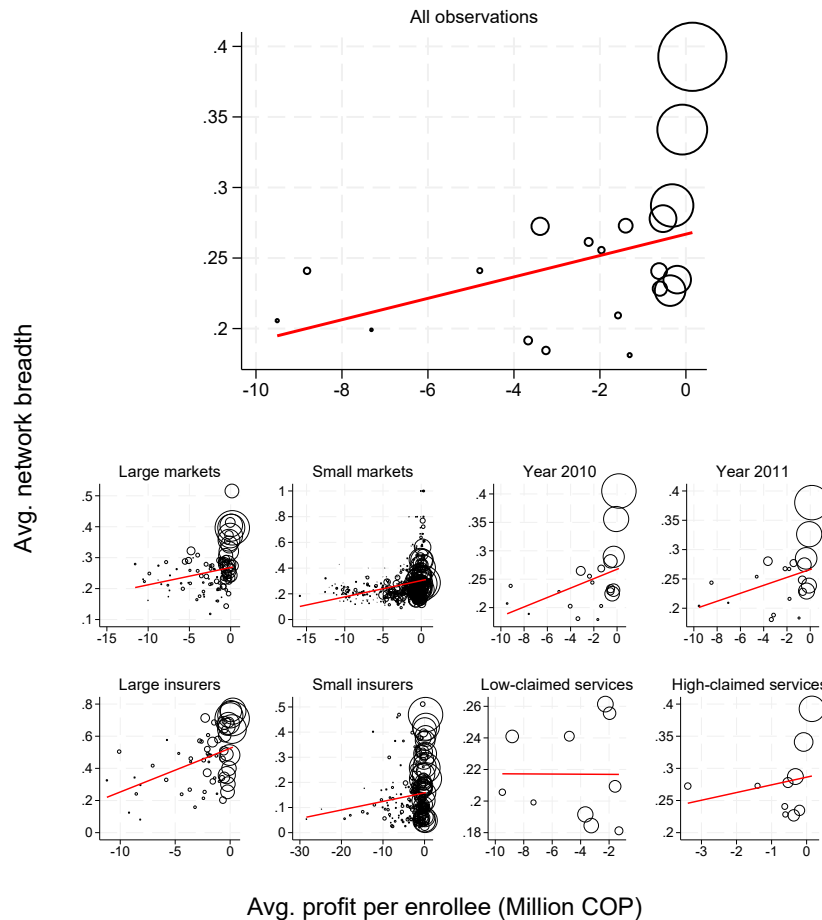 All observations
.4
.35
.3
.25
.2
-10 -8 -6 -4 -2 0
Avg. network breadth
Large markets
.5
.4
.3
.2
.1
-15 -10 -5 0
Small markets
1
.8
.6
.4
.2
0
-15 -10 -5 0
Year 2010
.4
.35
.3
.25
.2
-10 -8 -6 -4 -2 0
Year 2011
.4
.35
.3
.25
.2
-10 -8 -6 -4 -2 0
Large insurers
.8
.6
.4
.2
0
-10 -5 0
Small insurers
.5
.4
.3
.2
.1
0
-30 -20 -10 0
Low-claimed services
.26
.24
.22
.2
.18
-10 -8 -6 -4 -2
High-claimed services
.4
.35
.3
.25
.2
-3 -2 -1 0
Avg. profit per enrollee (Million COP)